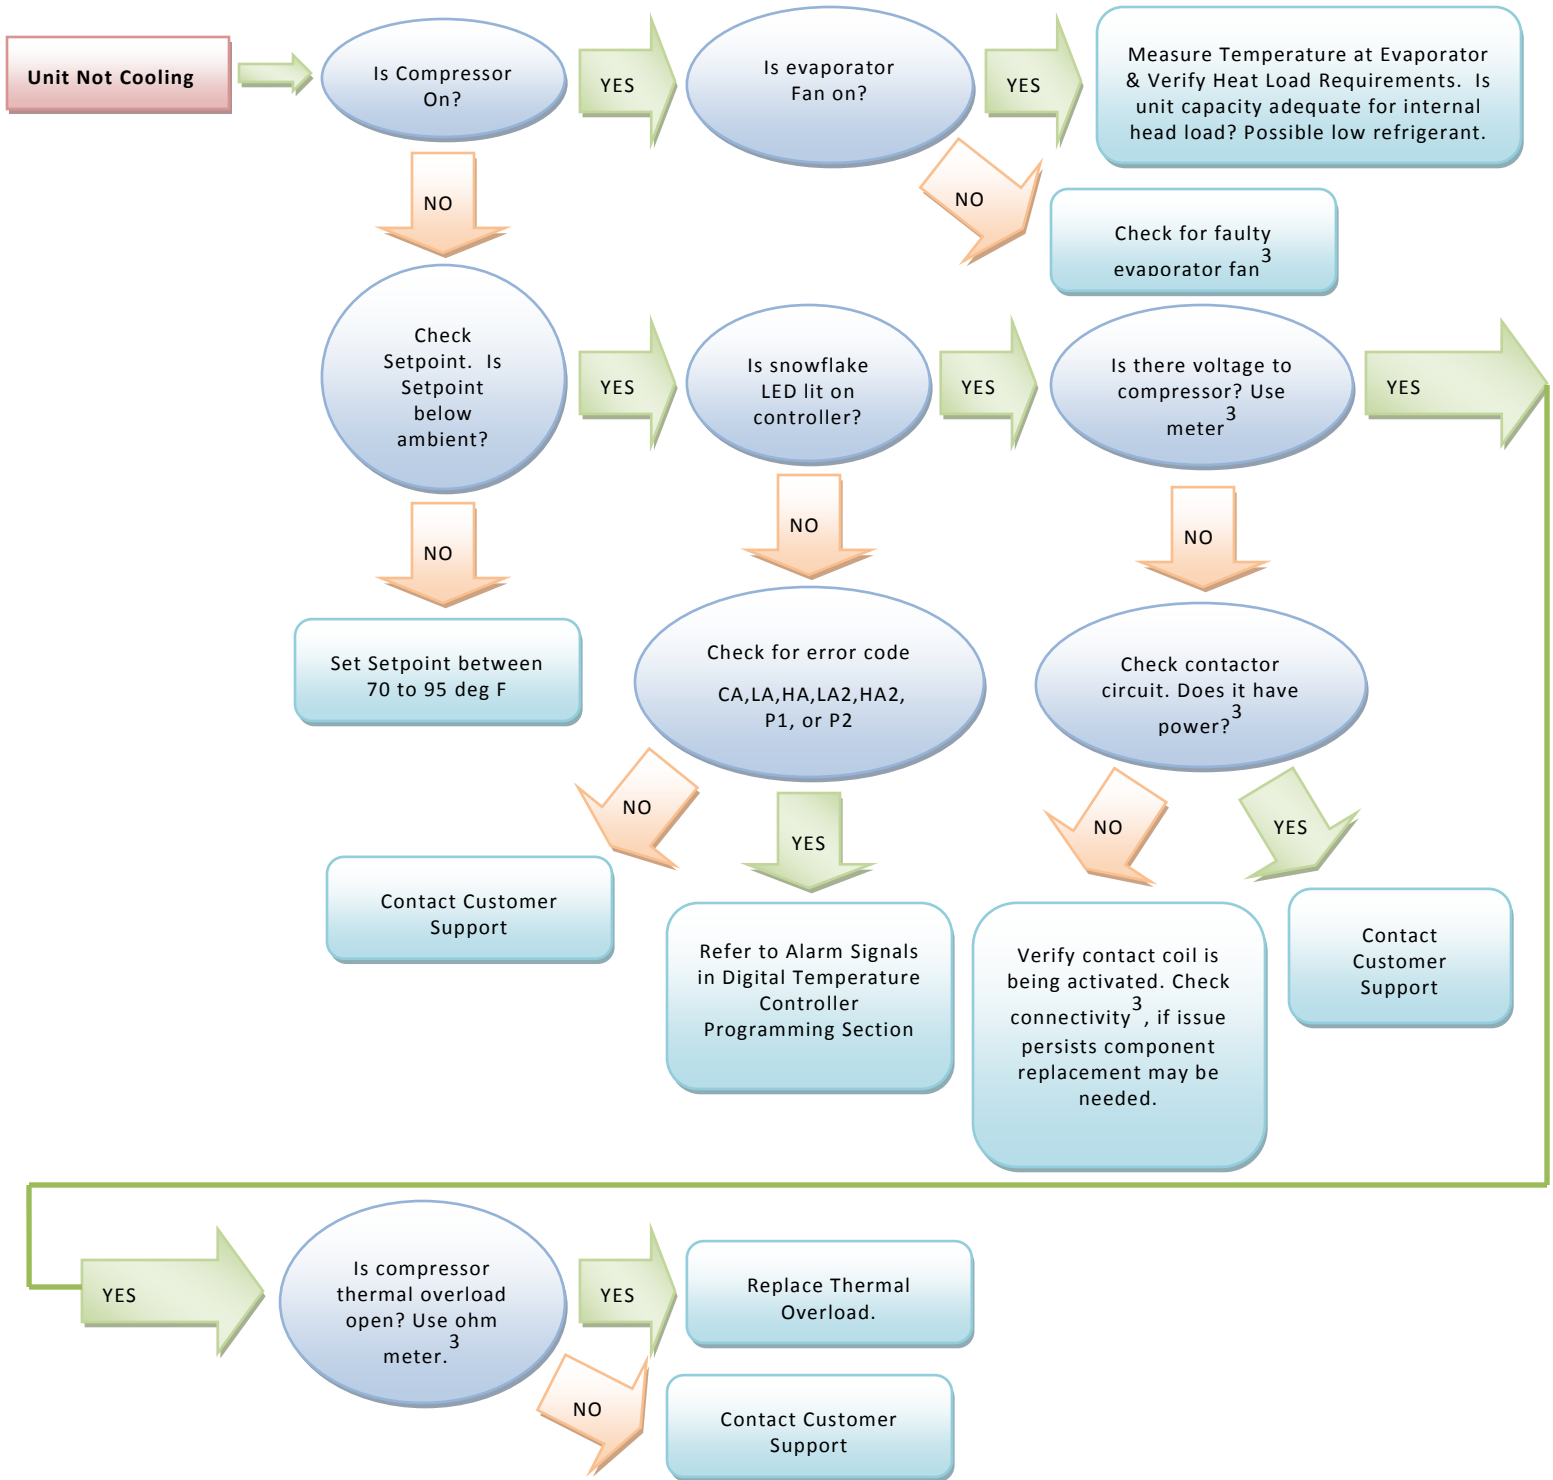 Unit Not Cooling
Is Compressor
On?
YES
Is evaporator
Fan on?
YES
Measure Temperature at Evaporator
& Verify Heat Load Requirements. Is
unit capacity adequate for internal
head load? Possible low refrigerant.
NO
NO
Check for faulty
evaporator fan3
Check
Setpoint. Is
Setpoint
below
ambient?
YES
Is snowflake
LED lit on
controller?
YES
Is there voltage to
compressor? Use
meter3
YES
NO
NO
NO
Set Setpoint between
70 to 95 deg F
Check for error code
CA,LA,HA,LA2,HA2,
P1, or P2
Check contactor
circuit. Does it have
power?3
NO
YES
NO
YES
Contact Customer
Support
Refer to Alarm Signals
in Digital Temperature
Controller
Programming Section
Verify contact coil is
being activated. Check
connectivity3, if issue
persists component
replacement may be
needed.
Contact
Customer
Support
YES
Is compressor
thermal overload
open? Use ohm
meter.3
YES
Replace Thermal
Overload.
NO
Contact Customer
Support